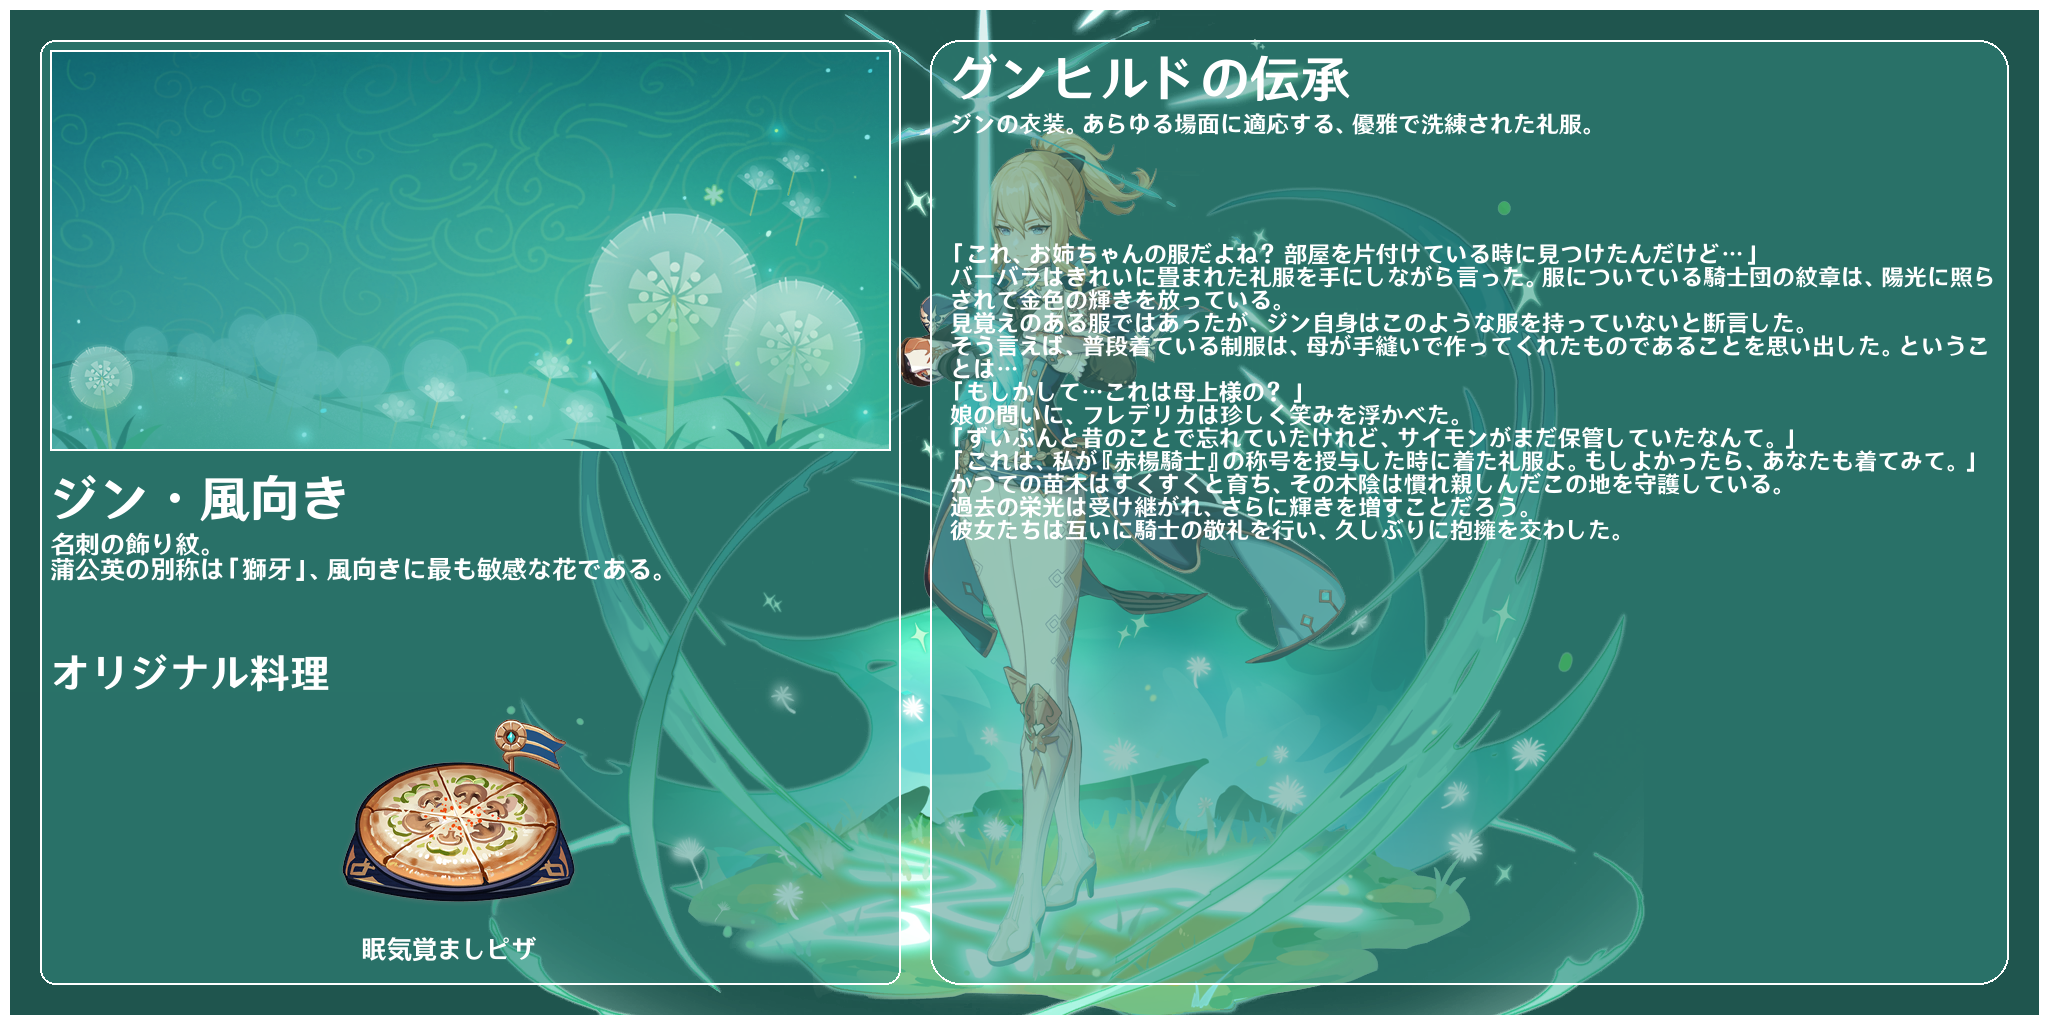 ジン・風向き
名刺の飾り紋。
蒲公英の別称は「獅牙」、風向きに最も敏感な花である。
オリジナル料理
眠気覚ましピザ
グンヒルドの伝承
ジンの衣装。あらゆる場面に適応する、優雅で洗練された礼服。
「これ、お姉ちゃんの服だよね？ 部屋を片付けている時に見つけたんだけど…」
バーバラはきれいに畳まれた礼服を手にしながら言った。服についている騎士団の紋章は、陽光に照ら
されて金色の輝きを放っている。
見覚えのある服ではあったが、ジン自身はこのような服を持っていないと断言した。
そう言えば、普段着ている制服は、母が手縫いで作ってくれたものであることを思い出した。というこ
とは…
「もしかして…これは母上様の？ 」
娘の問いに、フレデリカは珍しく笑みを浮かべた。
「ずいぶんと昔のことで忘れていたけれど、サイモンがまだ保管していたなんて。」
「これは、私が『赤楊騎士』の称号を授与した時に着た礼服よ。もしよかったら、あなたも着てみて。」
かつての苗木はすくすくと育ち、その木陰は慣れ親しんだこの地を守護している。
過去の栄光は受け継がれ、さらに輝きを増すことだろう。
彼女たちは互いに騎士の敬礼を行い、久しぶりに抱擁を交わした。